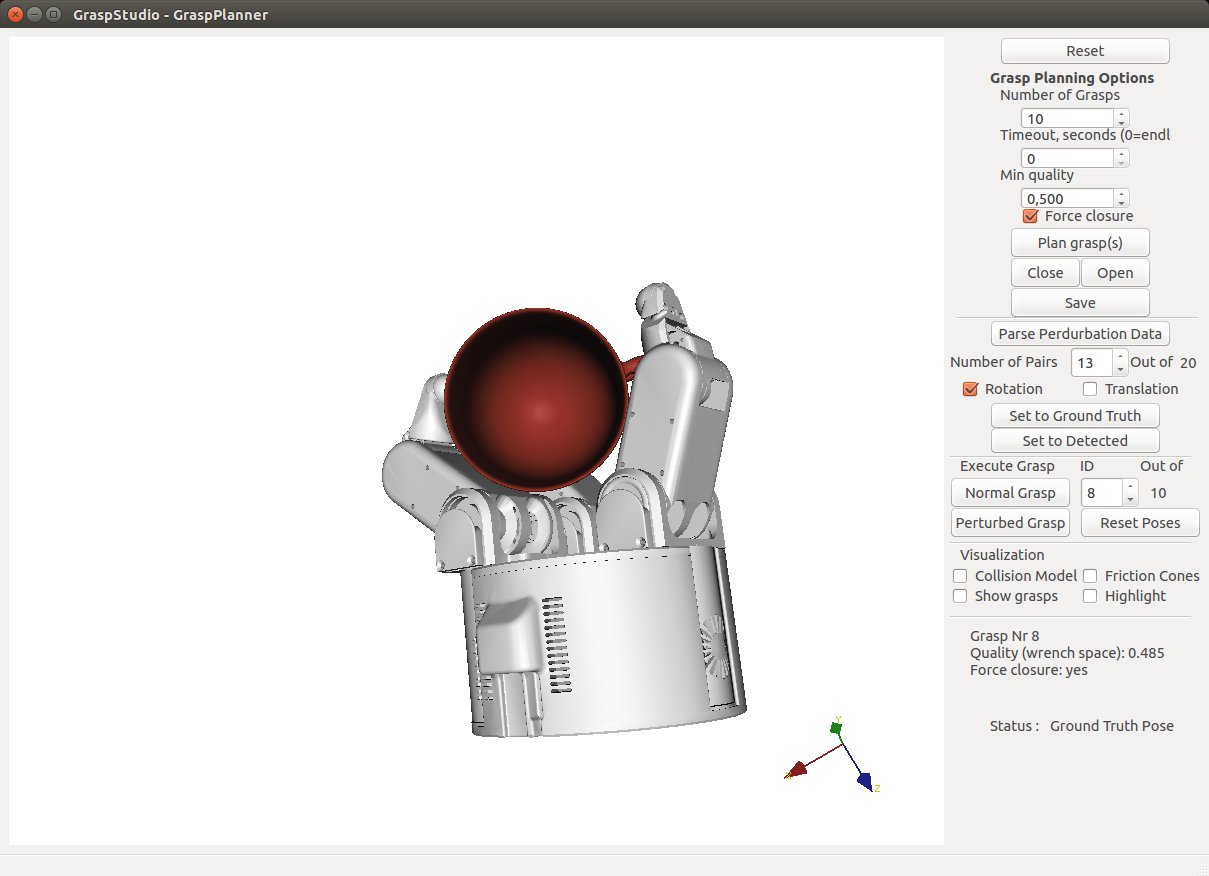 GraspStudio - GraspPlanner
Reset
Grasp Planning Options
Number of Grasps
10
Timeout, seconds (0=endl
0
Min quality
0,500
Force closure
Plan grasp(s)
Close Open
Save
Parse Perdurbation Data
Number of Pairs 13 Out of 20
Rotation Translation
Set to Ground Truth
Set to Detected
Execute Grasp ID Out of
Normal Grasp 8 10
Perturbed Grasp Reset Poses
Visualization
Collision Model Friction Cones
Show grasps Highlight
Grasp Nr 8
Quality (wrench space): 0.485
Force closure: yes
Status : Ground Truth Pose
Y
X
Z